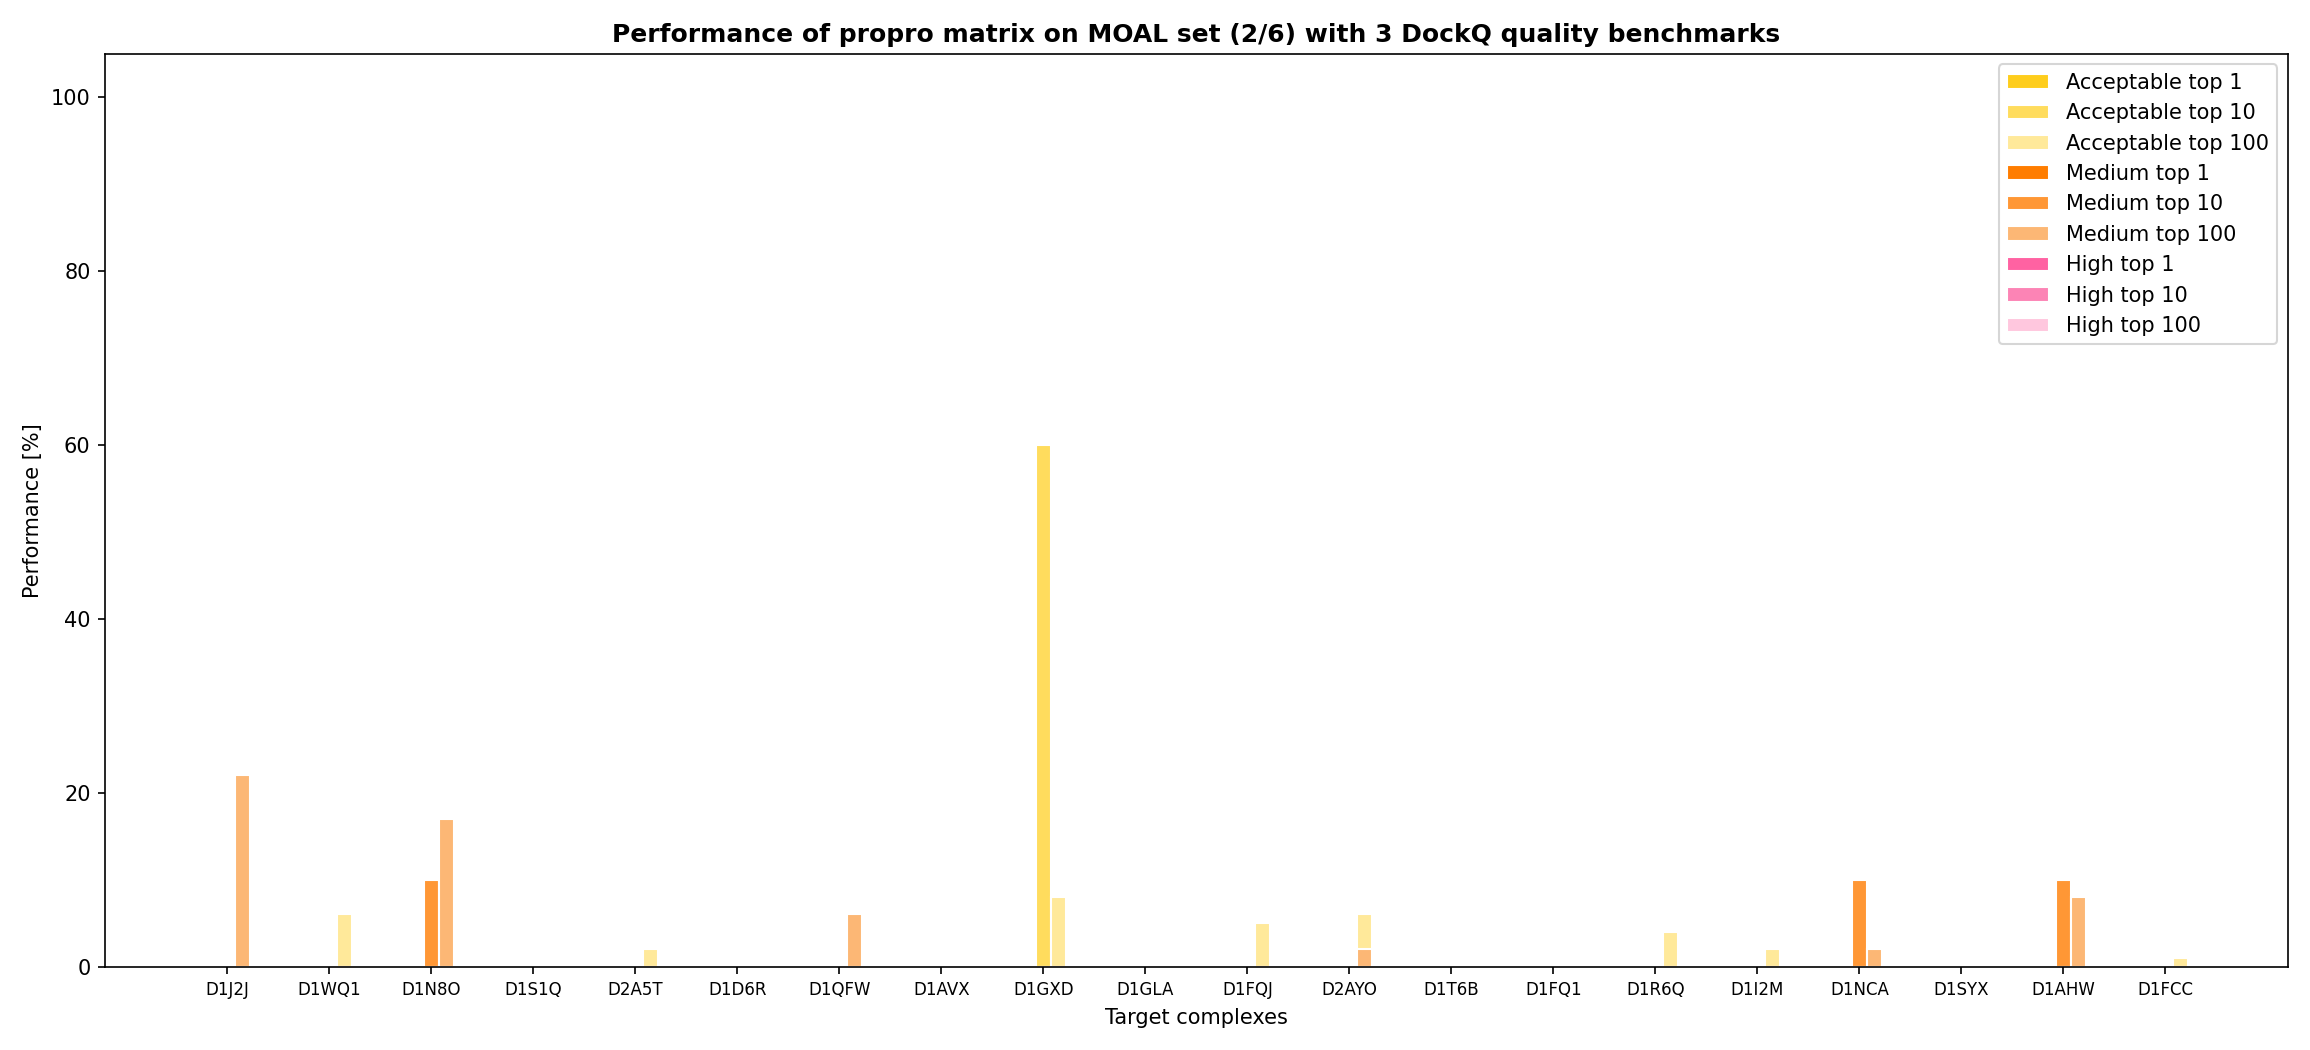 Performance of propro matrix on MOAL set (2/6) with 3 DockQ quality benchmarks
Acceptable top 1
Acceptable top 10
Acceptable top 100
Medium top 1
Medium top 10
Medium top 100
High top 1
High top 10
High top 100
Performance [%]
100
80
60
40
20
0
D1J2J D1WQ1 D1N8O D1S1Q D2A5T D1D6R D1QFW D1AVX D1GXD D1GLA D1FQJ D2AYO D1T6B D1FQ1 D1R6Q D1I2M D1NCA D1SYX D1AHW D1FCC
Target complexes